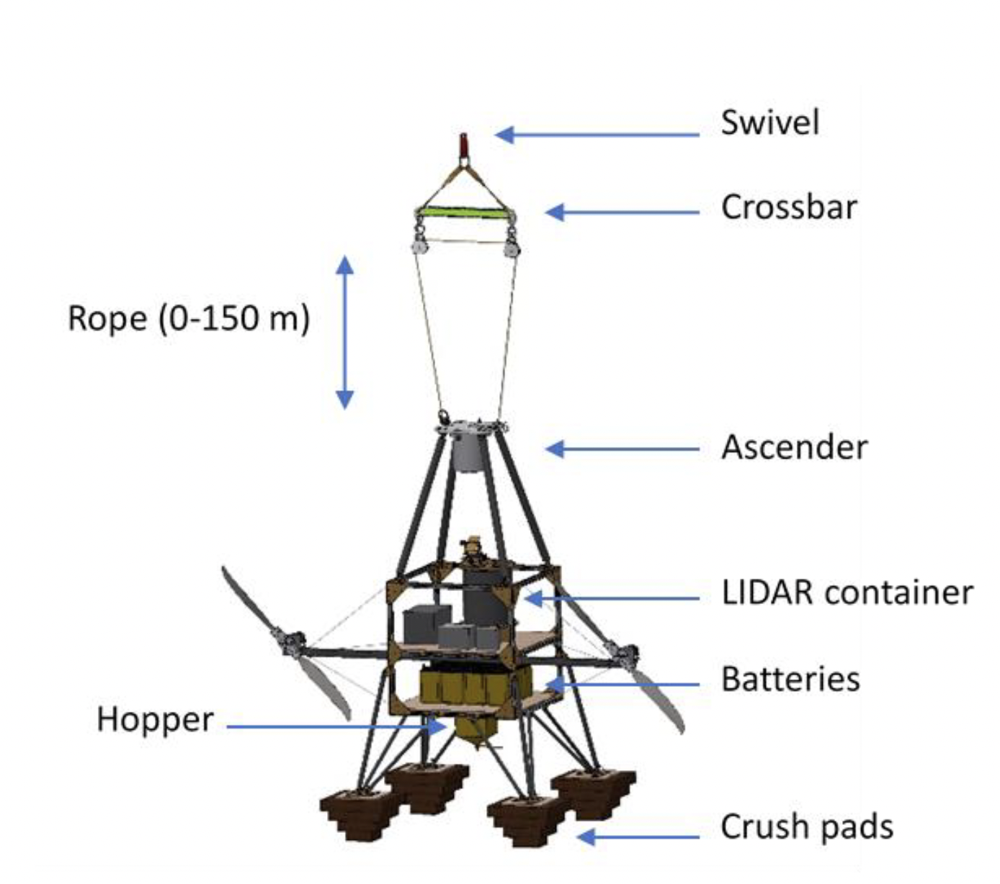 Swivel
Crossbar
Rope (0-150 m)
Ascender
LIDAR container
Batteries
Hopper
Crush pads